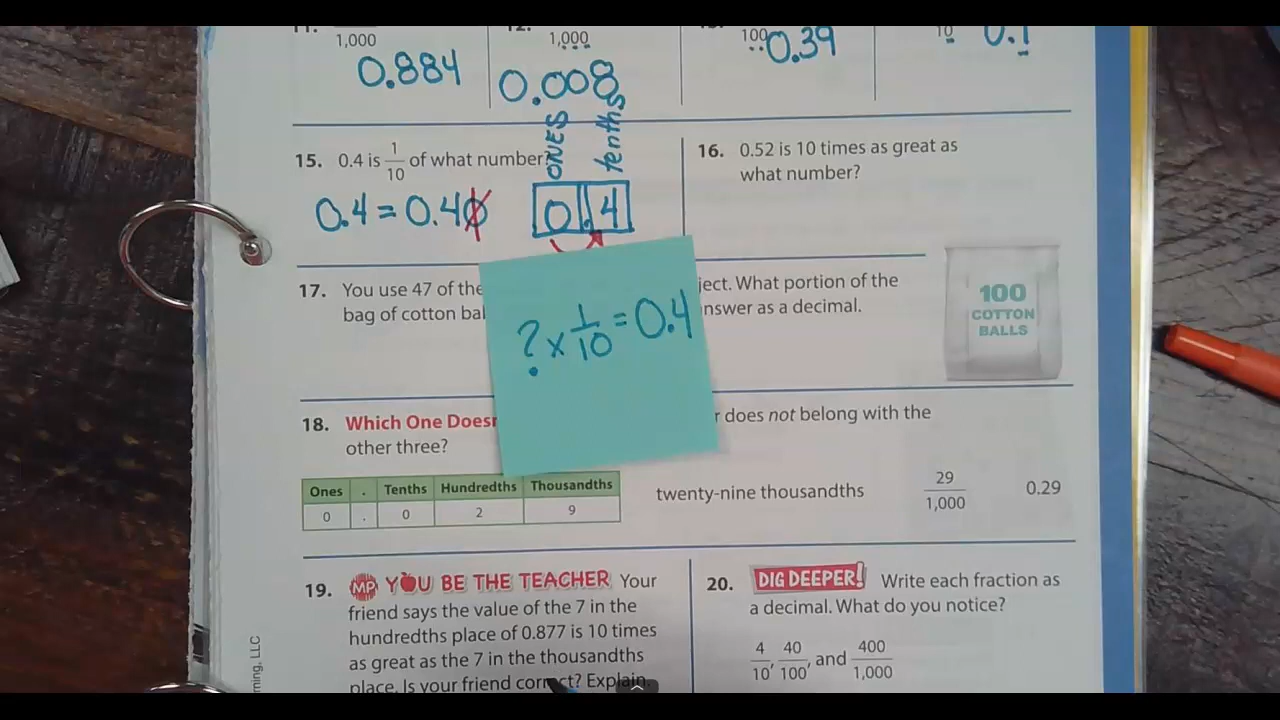 1,000
1,000
100
10
0.884
0.008
0.39
0.1
ONES
tenths
15. 0.4 is 1/10 of what number?
0.4 = 0.40
0.4
16. 0.52 is 10 times as great as
what number?
17. You use 47 of the
ject. What portion of the
bag of cotton bal
nswer as a decimal.
100
COTTON
BALLS
? x 1/10 = 0.4
18. Which One Does
r does not belong with the
other three?
Ones . Tenths Hundredths Thousandths
0 . 0 2 9
twenty-nine thousandths
29/1,000
0.29
19. MP YOU BE THE TEACHER Your
friend says the value of the 7 in the
hundredths place of 0.877 is 10 times
as great as the 7 in the thousandths
place. Is your friend correct? Explain.
20. DIG DEEPER! Write each fraction as
a decimal. What do you notice?
4/10, 40/100, and 400/1,000
ning, LLC